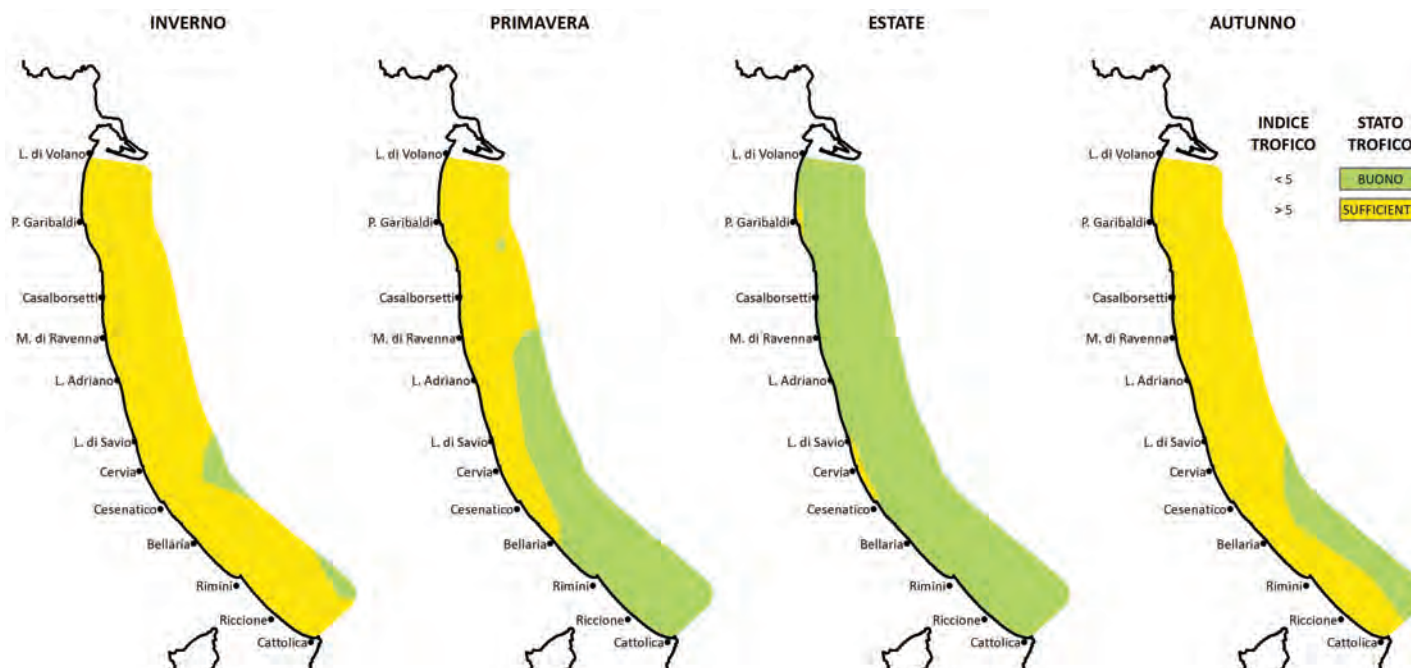 INVERNO
L. di Volano
P. Garibaldi
Casalborsetti
M. di Ravenna
L. Adriano
L. di Savio
Cervia
Cesenatico
Bellaria
Rimini
Riccione
Cattolica
PRIMAVERA
L. di Volano
P. Garibaldi
Casalborsetti
M. di Ravenna
L. Adriano
L. di Savio
Cervia
Cesenatico
Bellaria
Rimini
Riccione
Cattolica
ESTATE
L. di Volano
P. Garibaldi
Casalborsetti
M. di Ravenna
L. Adriano
L. di Savio
Cervia
Cesenatico
Bellaria
Rimini
Riccione
Cattolica
AUTUNNO
L. di Volano
P. Garibaldi
Casalborsetti
M. di Ravenna
L. Adriano
L. di Savio
Cervia
Cesenatico
Bellaria
Rimini
Riccione
Cattolica
INDICE STATO
TROFICO TROFICO
< 5 BUONO
> 5 SUFFICIENT